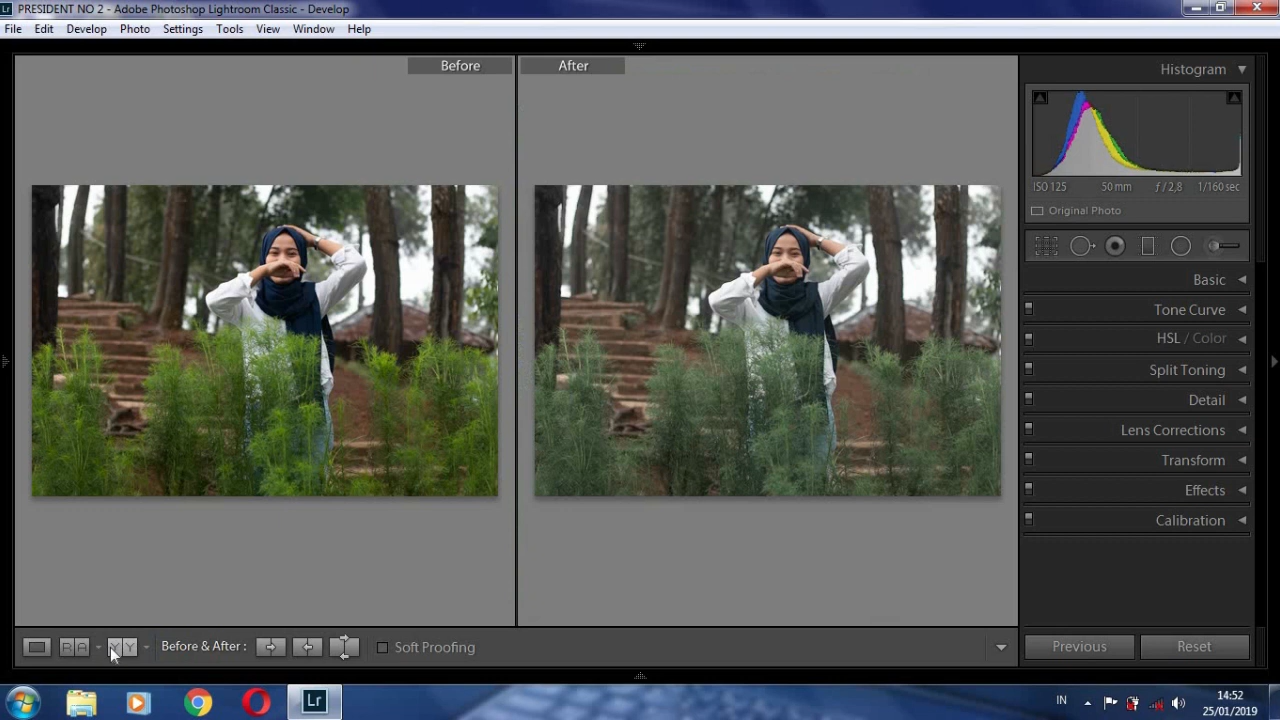 PRESIDENT NO 2 - Adobe Photoshop Lightroom Classic - Develop
File Edit Develop Photo Settings Tools View Window Help
Before
After
Histogram
ISO 125 50 mm ƒ / 2,8 1/160 sec
Original Photo
Basic
Tone Curve
HSL / Color
Split Toning
Detail
Lens Corrections
Transform
Effects
Calibration
R A Y Y Before & After : Soft Proofing
Previous Reset
Lr
IN
14:52
25/01/2019